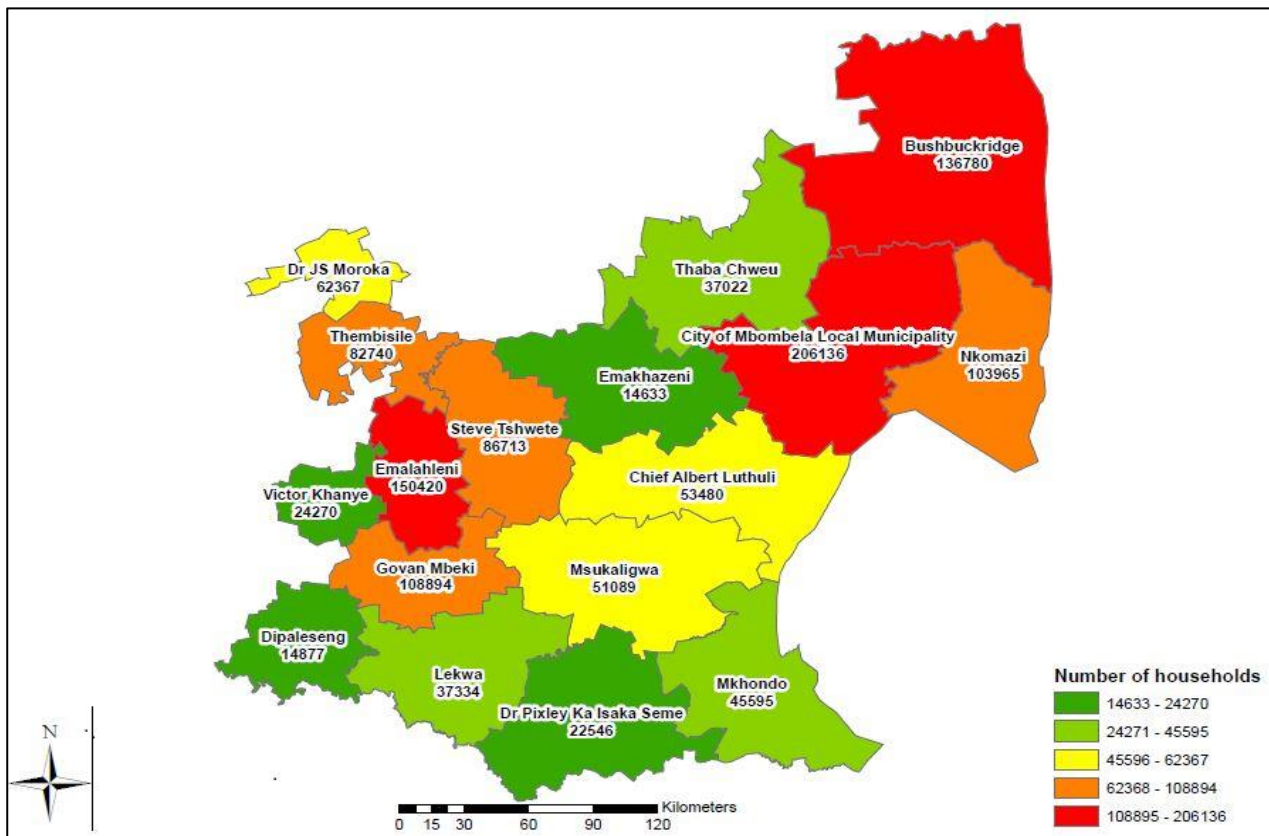 Bushbuckridge
136780
Thaba Chweu
37022
Dr JS Moroka
62367
Thembisile
82740
City of Mbombela Local Municipality
206136
Nkomazi
103965
Emakhazeni
14633
Steve Tshwete
86713
Emalahleni
150420
Victor Khanye
24270
Chief Albert Luthuli
53480
Govan Mbeki
108894
Msukaligwa
51089
Dipaleseng
14877
Lekwa
37334
Dr Pixley Ka Isaka Seme
22546
Mkhondo
45595
Number of households
14633 - 24270
24271 - 45595
45596 - 62367
62368 - 108894
108895 - 206136
N
Kilometers
0 15 30 60 90 120